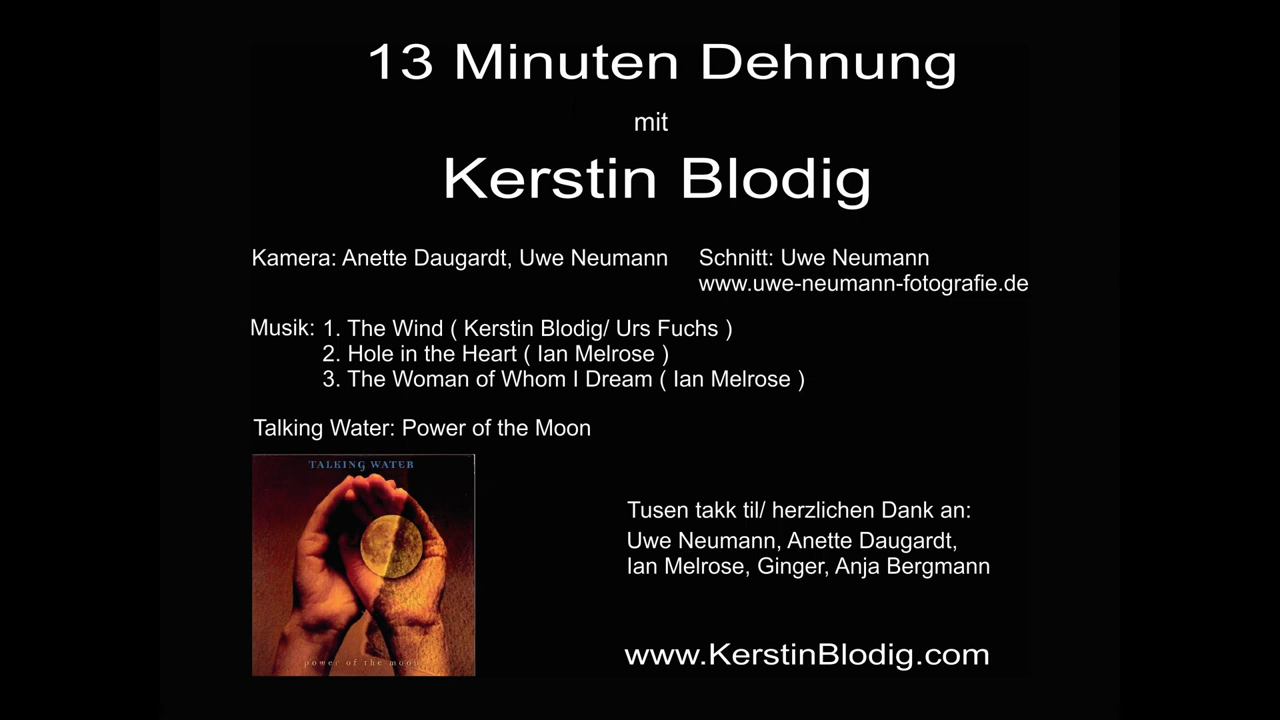 13 Minuten Dehnung
mit
Kerstin Blodig
Kamera: Anette Daugardt, Uwe Neumann
Schnitt: Uwe Neumann
www.uwe-neumann-fotografie.de
Musik: 1. The Wind ( Kerstin Blodig/ Urs Fuchs )
2. Hole in the Heart ( Ian Melrose )
3. The Woman of Whom I Dream ( Ian Melrose )
Talking Water: Power of the Moon
TALKING WATER
power of the moon
Tusen takk til/ herzlichen Dank an:
Uwe Neumann, Anette Daugardt,
Ian Melrose, Ginger, Anja Bergmann
www.KerstinBlodig.com